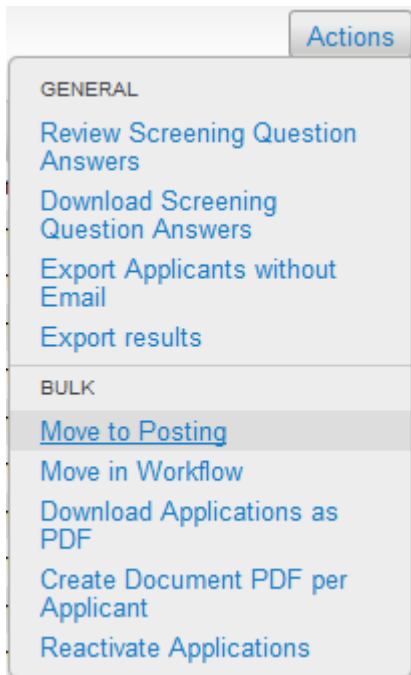 Actions
GENERAL
Review Screening Question
Answers
Download Screening
Question Answers
Export Applicants without
Email
Export results
BULK
Move to Posting
Move in Workflow
Download Applications as
PDF
Create Document PDF per
Applicant
Reactivate Applications